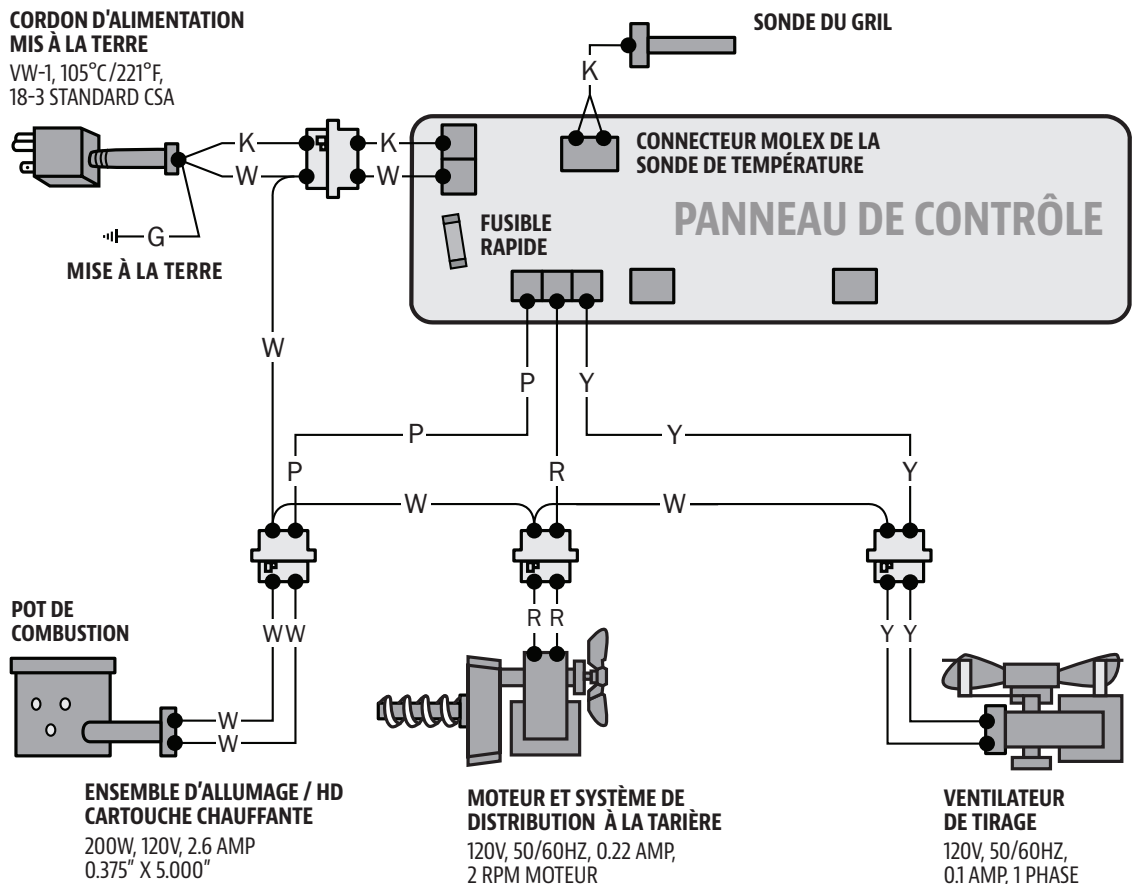 CORDON D'ALIMENTATION
MIS À LA TERRE
VW-1, 105°C/221°F,
18-3 STANDARD CSA
SONDE DU GRIL
K
K
K
W
W
CONNECTEUR MOLEX DE LA
SONDE DE TEMPÉRATURE
PANNEAU DE CONTRÔLE
FUSIBLE
RAPIDE
G
MISE À LA TERRE
W
P
Y
P
Y
P
R
Y
W
W
POT DE
COMBUSTION
W W
R R
Y Y
W
W
ENSEMBLE D'ALLUMAGE / HD
CARTOUCHE CHAUFFANTE
200W, 120V, 2.6 AMP
0.375" X 5.000"
MOTEUR ET SYSTÈME DE
DISTRIBUTION À LA TARIÈRE
120V, 50/60HZ, 0.22 AMP,
2 RPM MOTEUR
VENTILATEUR
DE TIRAGE
120V, 50/60HZ,
0.1 AMP, 1 PHASE